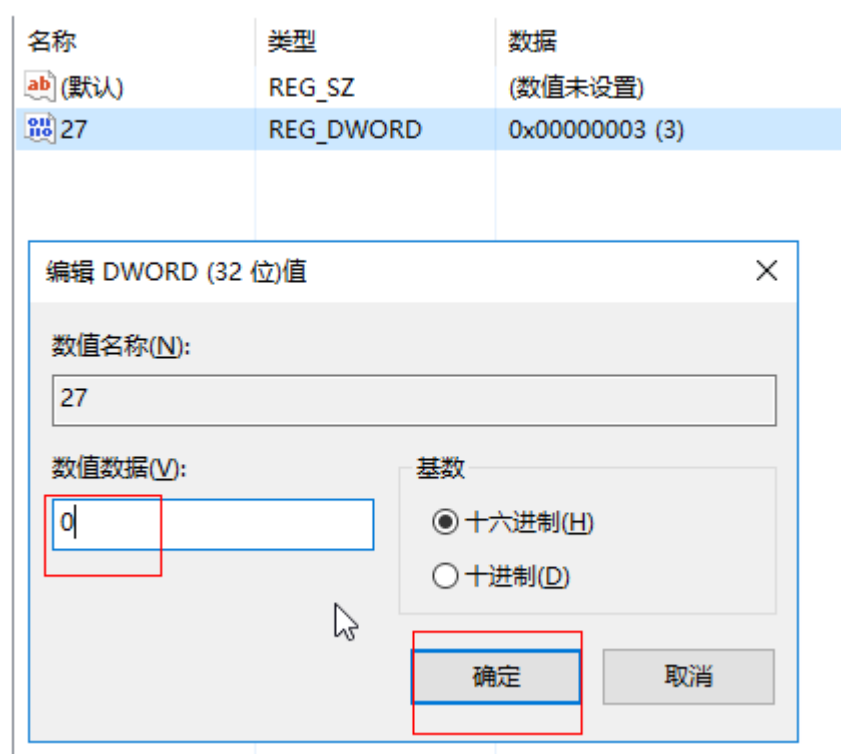 名称 类型 数据
(默认) REG_SZ (数值未设置)
27 REG_DWORD 0x00000003 (3)
编辑 DWORD (32 位)值
数值名称(N):
27
数值数据(V): 基数
0
十六进制(H)
十进制(D)
确定 取消